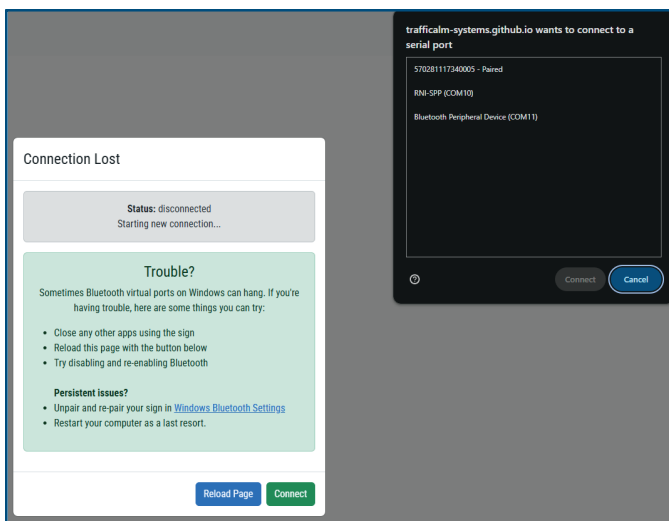 trafficalm-systems.github.io wants to connect to a
serial port
570281117340005 - Paired
RNI-SPP (COM10)
Bluetooth Peripheral Device (COM11)
Connect
Cancel
Connection Lost
Status: disconnected
Starting new connection...
Trouble?
Sometimes Bluetooth virtual ports on Windows can hang. If you're
having trouble, here are some things you can try:
• Close any other apps using the sign
• Reload this page with the button below
• Try disabling and re-enabling Bluetooth
Persistent issues?
• Unpair and re-pair your sign in Windows Bluetooth Settings
• Restart your computer as a last resort.
Reload Page
Connect